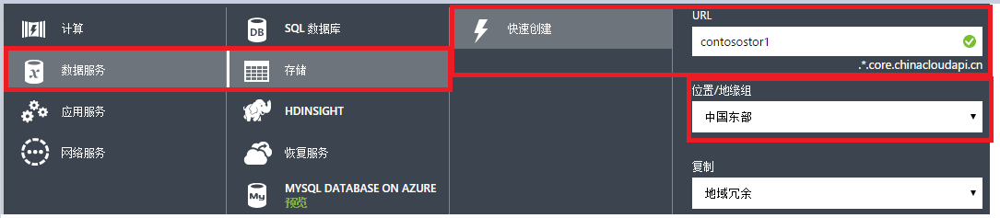 计算
数据服务
应用服务
网络服务
DB
SQL 数据库
存储
HDINSIGHT
恢复服务
My
MYSQL DATABASE ON AZURE
预览
快速创建
URL
contosostor1
.*.core.chinacloudapi.cn
位置/地缘组
中国东部
复制
地域冗余